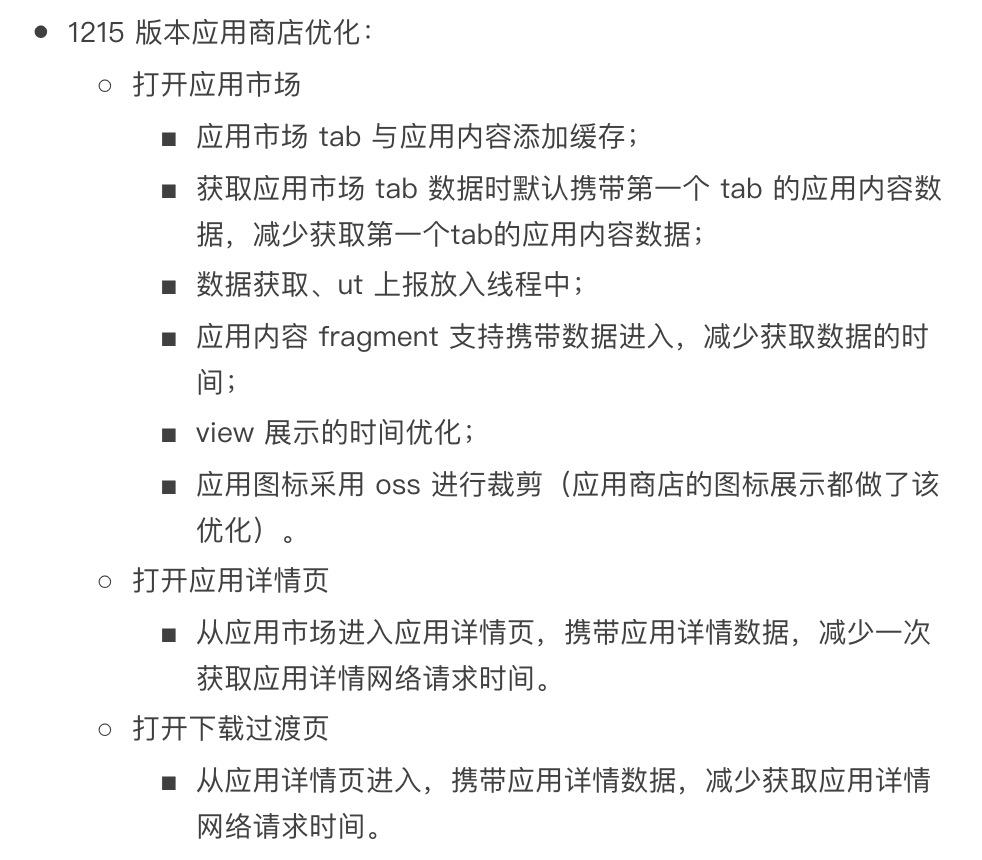 ● 1215 版本应用商店优化：
○ 打开应用市场
■ 应用市场 tab 与应用内容添加缓存；
■ 获取应用市场 tab 数据时默认携带第一个 tab 的应用内容数
据，减少获取第一个tab的应用内容数据；
■ 数据获取、ut 上报放入线程中；
■ 应用内容 fragment 支持携带数据进入，减少获取数据的时
间；
■ view 展示的时间优化；
■ 应用图标采用 oss 进行裁剪（应用商店的图标展示都做了该
优化）。
○ 打开应用详情页
■ 从应用市场进入应用详情页，携带应用详情数据，减少一次
获取应用详情网络请求时间。
○ 打开下载过渡页
■ 从应用详情页进入，携带应用详情数据，减少获取应用详情
网络请求时间。